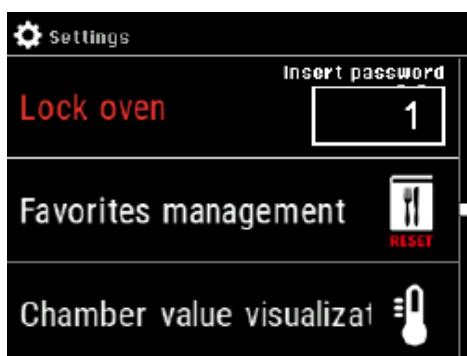 Settings
Insert password
Lock oven
1
Favorites management
RESET
Chamber value visualizat